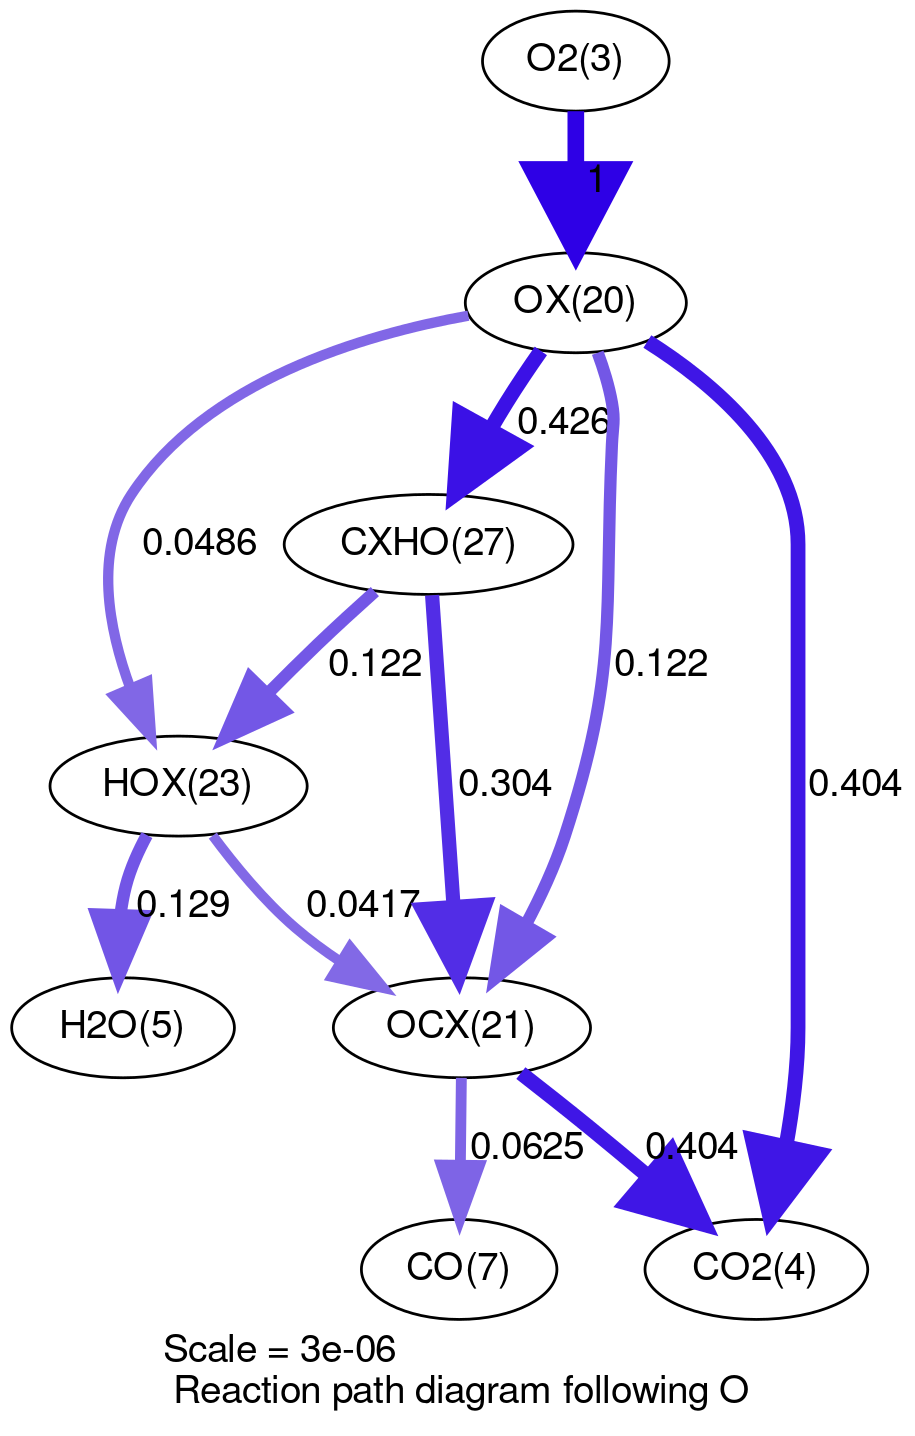 O2(3)
1
OX(20)
0.426
0.0486
CXHO(27)
0.122
0.122
HOX(23)
0.304
0.404
0.129
0.0417
H2O(5)
OCX(21)
0.0625
0.404
CO(7)
CO2(4)
Scale = 3e-06
Reaction path diagram following O